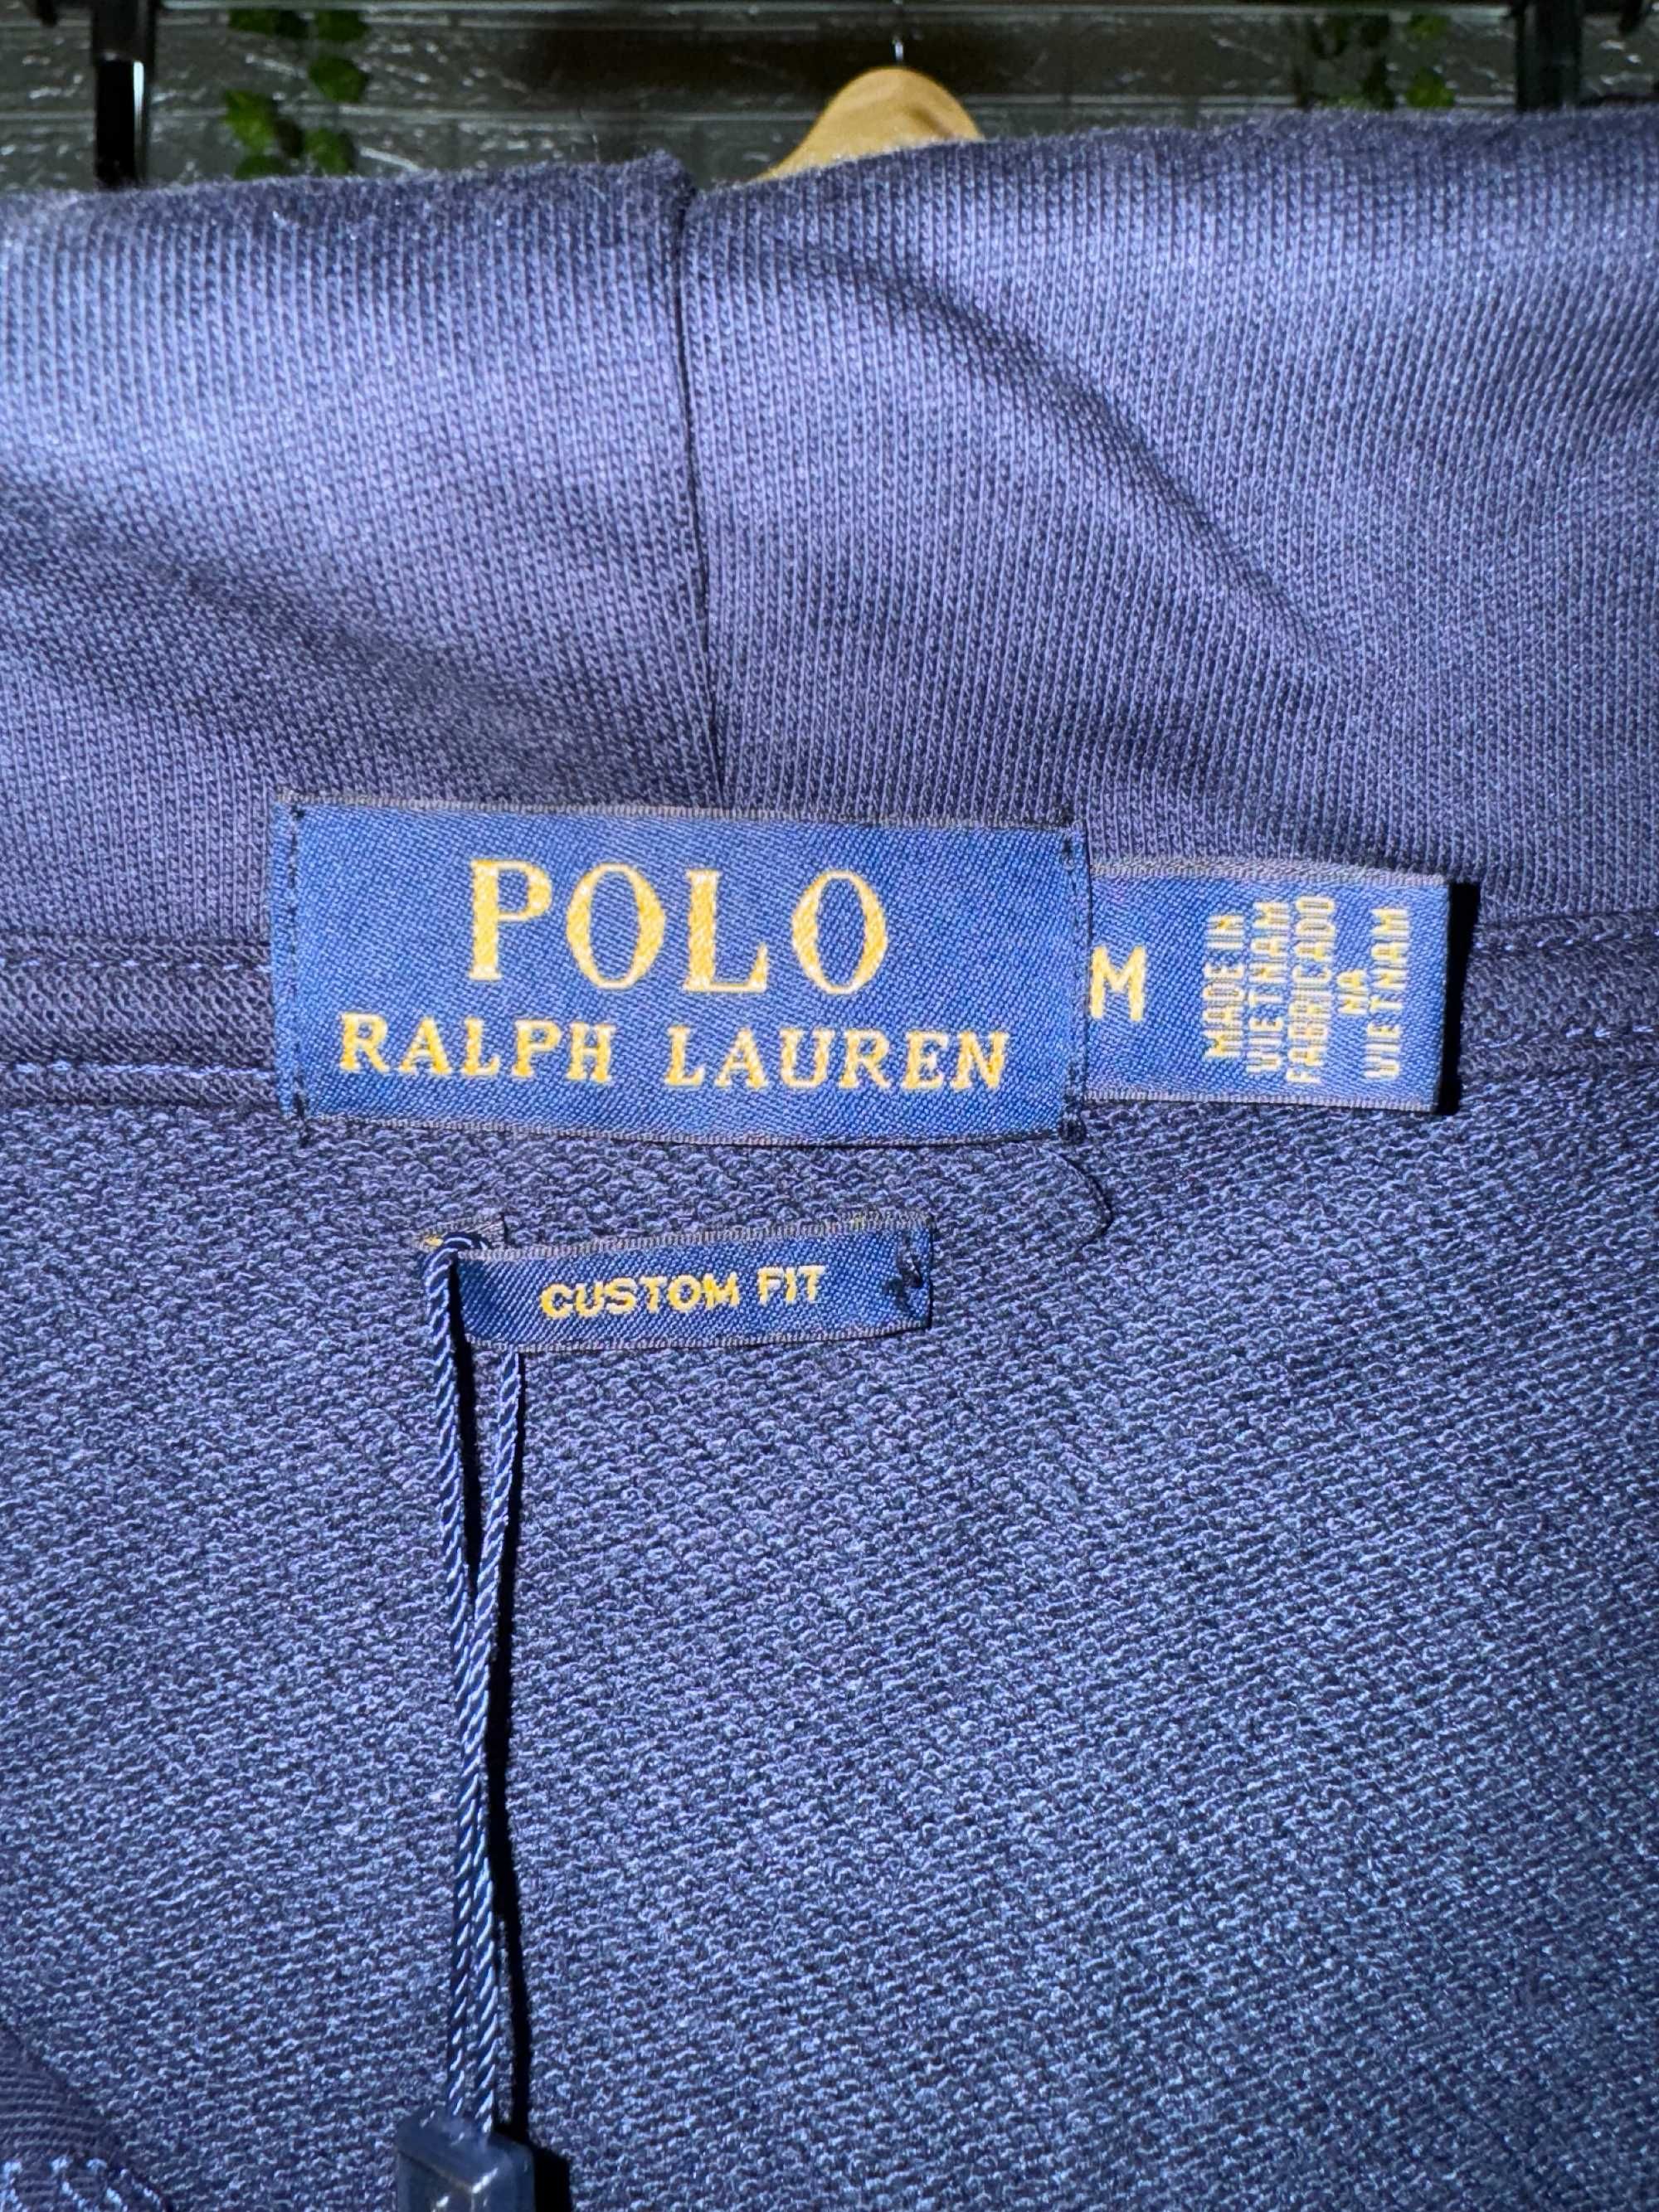 POLO
RALPH LAUREN
M
MADE IN
VIETNAM
FABRICADO
NA
VIETNAM
CUSTOM FIT